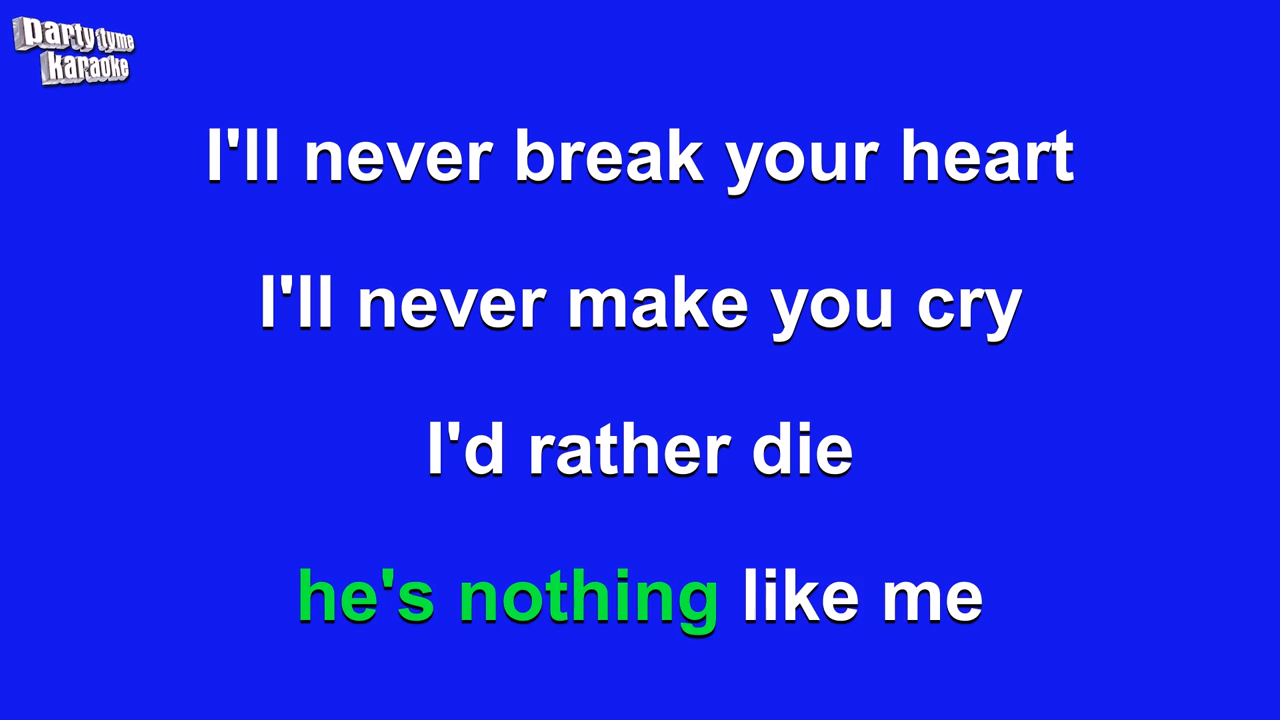 party tyme
karaoke
I'll never break your heart
I'll never make you cry
I'd rather die
he's nothing like me